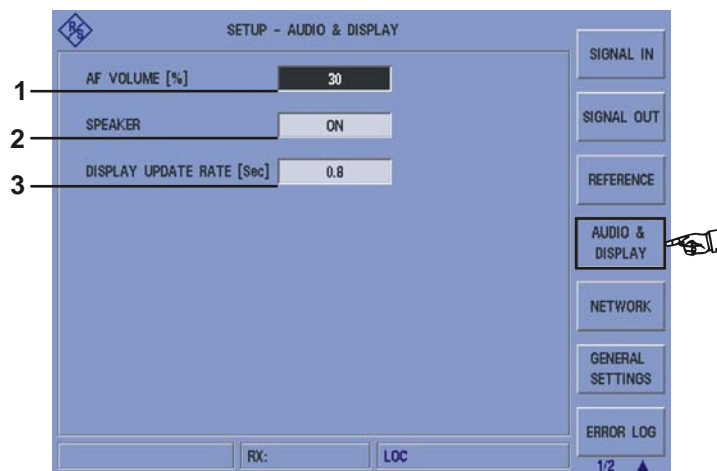 R&S
SETUP - AUDIO & DISPLAY
1 AF VOLUME [%] 30
2 SPEAKER ON
3 DISPLAY UPDATE RATE [Sec] 0.8
SIGNAL IN
SIGNAL OUT
REFERENCE
AUDIO &
DISPLAY
NETWORK
GENERAL
SETTINGS
ERROR LOG
1/2
RX: LOC